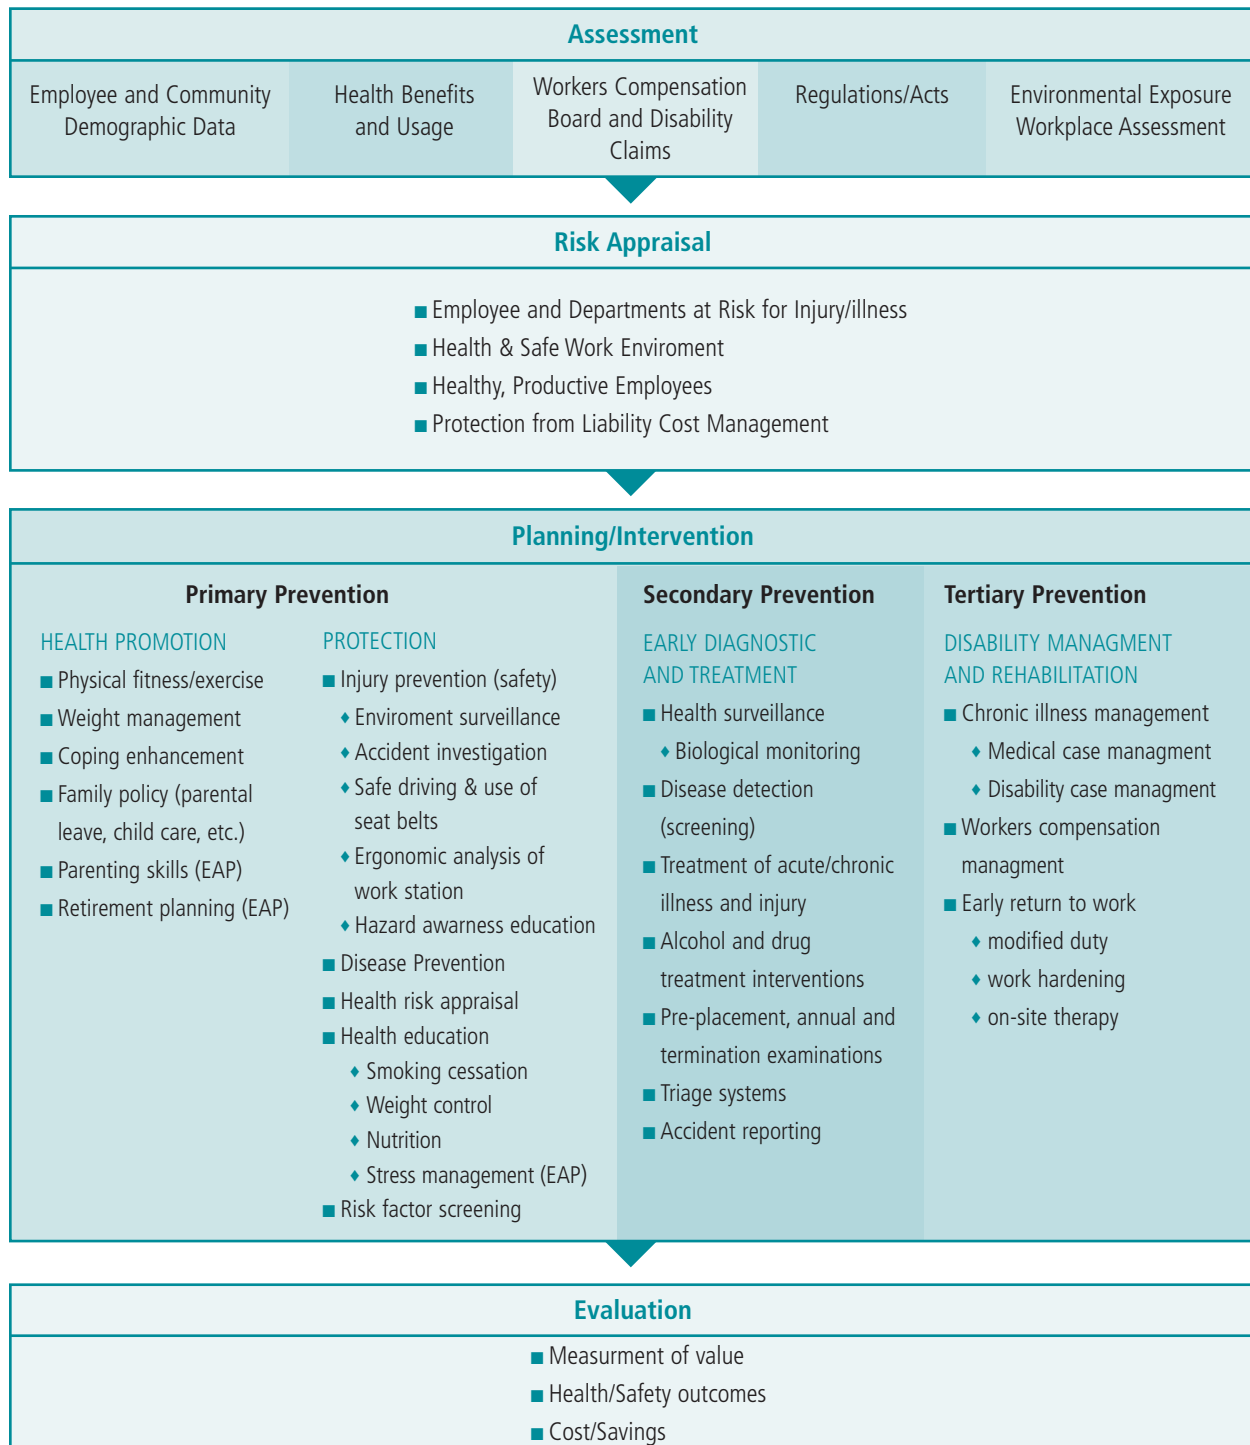 Assessment
Employee and Community
Demographic Data
Health Benefits
and Usage
Workers Compensation
Board and Disability
Claims
Regulations/Acts
Environmental Exposure
Workplace Assessment
Risk Appraisal
■ Employee and Departments at Risk for Injury/illness
■ Health & Safe Work Enviroment
■ Healthy, Productive Employees
■ Protection from Liability Cost Management
Planning/Intervention
Primary Prevention
HEALTH PROMOTION
■ Physical fitness/exercise
■ Weight management
■ Coping enhancement
■ Family policy (parental
leave, child care, etc.)
■ Parenting skills (EAP)
■ Retirement planning (EAP)
PROTECTION
■ Injury prevention (safety)
♦ Enviroment surveillance
♦ Accident investigation
♦ Safe driving & use of
seat belts
♦ Ergonomic analysis of
work station
♦ Hazard awarness education
■ Disease Prevention
■ Health risk appraisal
■ Health education
♦ Smoking cessation
♦ Weight control
♦ Nutrition
♦ Stress management (EAP)
■ Risk factor screening
Secondary Prevention
EARLY DIAGNOSTIC
AND TREATMENT
■ Health surveillance
♦ Biological monitoring
■ Disease detection
(screening)
■ Treatment of acute/chronic
illness and injury
■ Alcohol and drug
treatment interventions
■ Pre-placement, annual and
termination examinations
■ Triage systems
■ Accident reporting
Tertiary Prevention
DISABILITY MANAGMENT
AND REHABILITATION
■ Chronic illness management
♦ Medical case managment
♦ Disability case managment
■ Workers compensation
managment
■ Early return to work
♦ modified duty
♦ work hardening
♦ on-site therapy
Evaluation
■ Measurment of value
■ Health/Safety outcomes
■ Cost/Savings